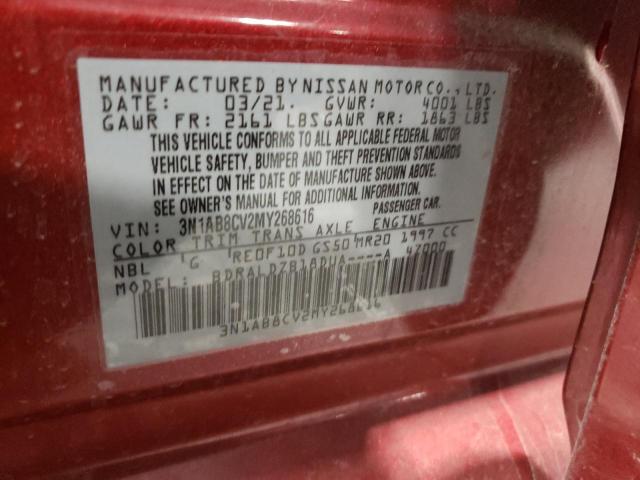 MANUFACTURED BY NISSAN MOTOR CO., LTD.
DATE: 03/21. GVWR: 4001 LBS
GAWR FR: 2161 LBS GAWR RR: 1863 LBS
THIS VEHICLE CONFORMS TO ALL APPLICABLE FEDERAL MOTOR
VEHICLE SAFETY, BUMPER AND THEFT PREVENTION STANDARDS
IN EFFECT ON THE DATE OF MANUFACTURE SHOWN ABOVE.
SEE OWNER'S MANUAL FOR ADDITIONAL INFORMATION.
VIN: 3N1AB8CV2MY268616 PASSENGER CAR.
COLOR TRIM TRANS AXLE ENGINE
NBL G RE0F10D GS50 MR20 1997 CC
MODEL: BDRALDZB18DUA----A 47000
3N1AB8CV2MY268616